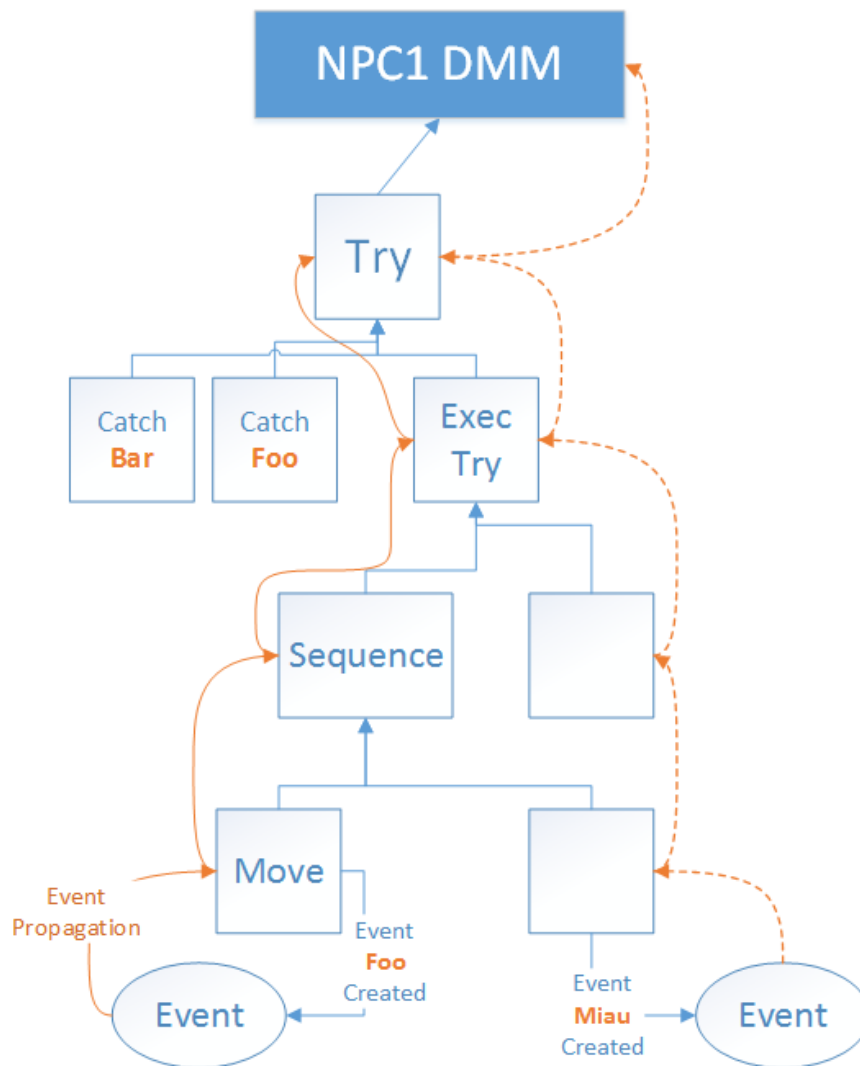 NPC1 DMM
Try
Catch
Bar
Catch
Foo
Exec
Try
Sequence
Move
Event
Propagation
Event
Foo
Created
Event
Event
Miau
Created
Event